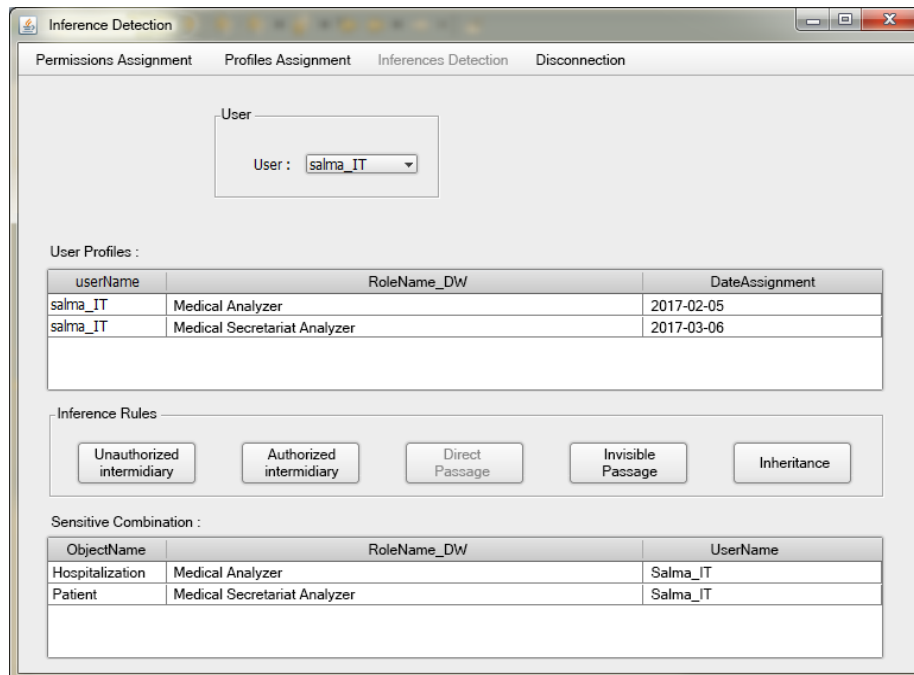 Inference Detection
Permissions Assignment Profiles Assignment Inferences Detection Disconnection
User
User : salma_IT
User Profiles :
userName RoleName_DW DateAssignment
salma_IT Medical Analyzer 2017-02-05
salma_IT Medical Secretariat Analyzer 2017-03-06
Inference Rules
Unauthorized intermidiary Authorized intermidiary Direct Passage Invisible Passage Inheritance
Sensitive Combination :
ObjectName RoleName_DW UserName
Hospitalization Medical Analyzer Salma_IT
Patient Medical Secretariat Analyzer Salma_IT